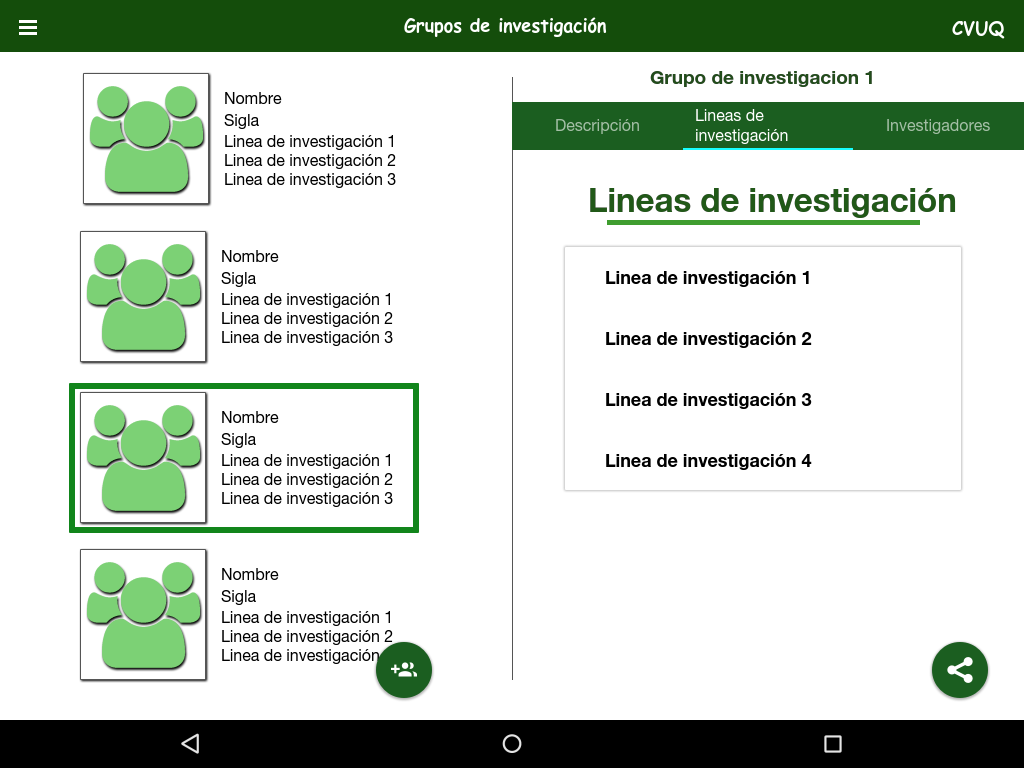 Grupos de investigación
CVUQ
Nombre
Sigla
Linea de investigación 1
Linea de investigación 2
Linea de investigación 3
Nombre
Sigla
Linea de investigación 1
Linea de investigación 2
Linea de investigación 3
Nombre
Sigla
Linea de investigación 1
Linea de investigación 2
Linea de investigación 3
Nombre
Sigla
Linea de investigación 1
Linea de investigación 2
Linea de investigación
Grupo de investigacion 1
Descripción
Lineas de
investigación
Investigadores
Lineas de investigación
Linea de investigación 1
Linea de investigación 2
Linea de investigación 3
Linea de investigación 4